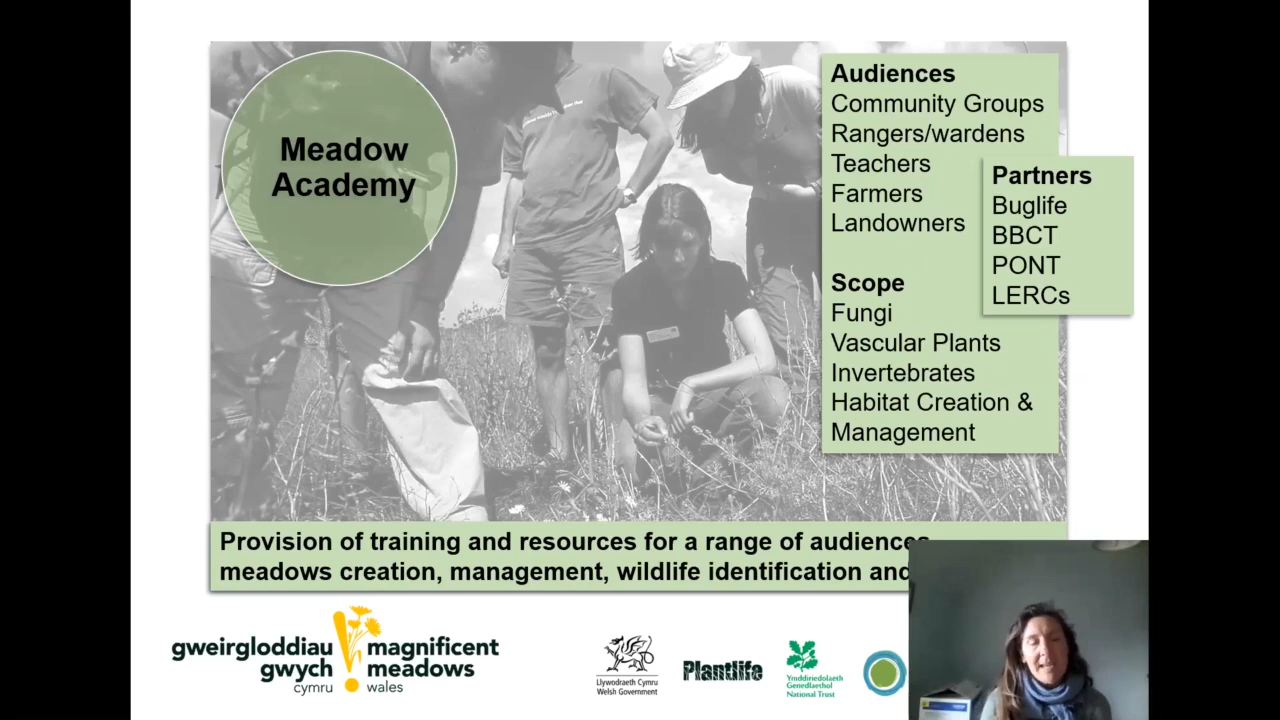 Meadow
Academy
Audiences
Community Groups
Rangers/wardens
Teachers
Farmers
Landowners
Scope
Fungi
Vascular Plants
Invertebrates
Habitat Creation &
Management
Partners
Buglife
BBCT
PONT
LERCs
Provision of training and resources for a range of audiences
meadows creation, management, wildlife identification and
gweirgloddiau
gwych
cymru
magnificent
meadows
wales
Llywodraeth Cymru
Welsh Government
Plantlife
Ymddiriedolaeth
Genedlaethol
National Trust